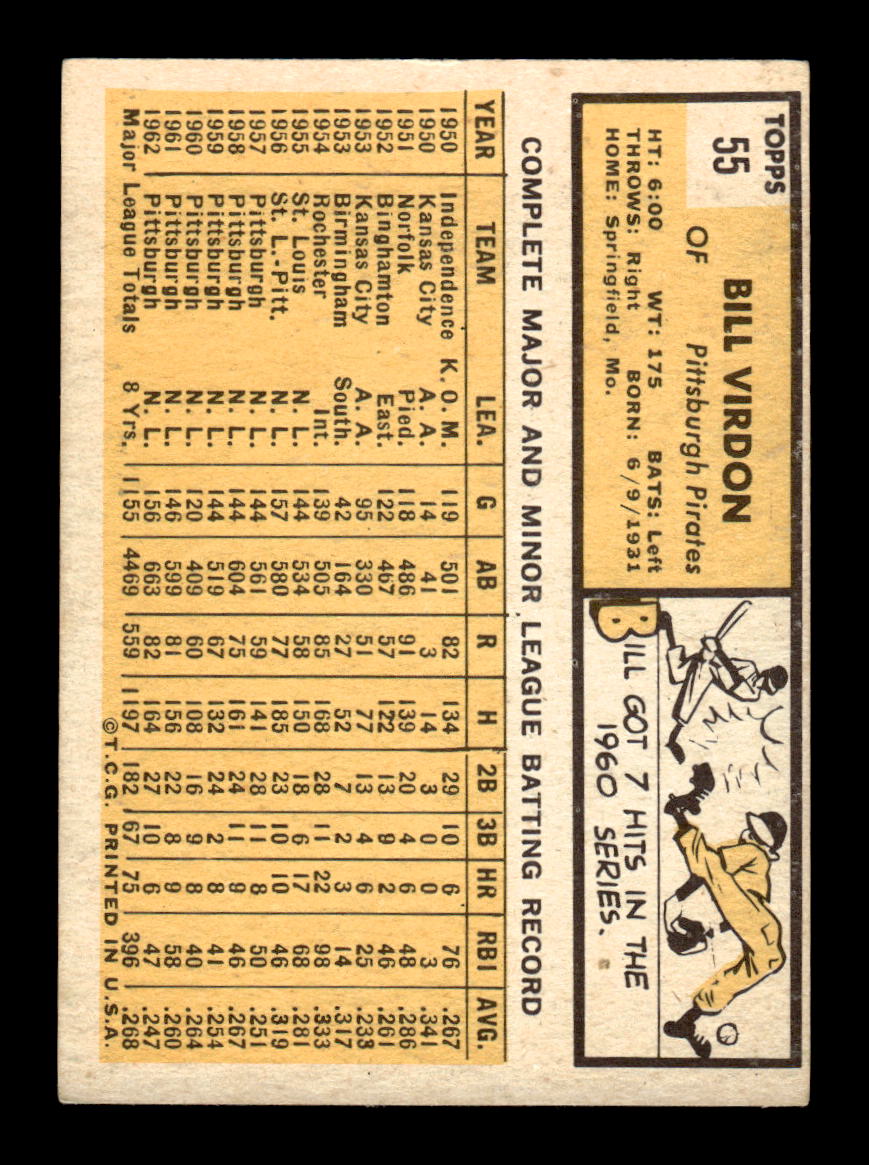 TOPPS
55
BILL VIRDON
OF Pittsburgh Pirates
HT: 6:00 WT: 175 BATS: Left
THROWS: Right BORN: 6/9/1931
HOME: Springfield, Mo.
BILL GOT 7 HITS IN THE
1960 SERIES.
COMPLETE MAJOR AND MINOR LEAGUE BATTING RECORD
YEAR TEAM LEA. G AB R H 2B 3B HR RBI AVG.
1950 Independence K. O. M. 119 501 82 134 29 10 6 76 .267
1950 Kansas City A. A. 14 41 3 14 3 0 0 3 .341
1951 Norfolk Pied. 118 486 91 139 20 4 6 48 .286
1952 Binghamton East. 122 467 57 122 13 9 2 46 .261
1953 Kansas City A. A. 95 330 51 77 13 4 6 25 .233
1953 Birmingham South. 42 164 27 52 7 2 3 14 .317
1954 Rochester Int. 139 505 85 168 28 11 22 98 .333
1955 St. Louis N. L. 144 534 58 150 18 6 17 68 .281
1956 St. L.-Pitt. N. L. 157 580 77 185 23 10 10 46 .319
1957 Pittsburgh N. L. 144 561 59 141 28 11 8 50 .251
1958 Pittsburgh N. L. 144 604 75 161 24 11 9 46 .267
1959 Pittsburgh N. L. 144 519 67 132 24 2 8 41 .254
1960 Pittsburgh N. L. 120 409 60 108 16 9 8 40 .264
1961 Pittsburgh N. L. 146 599 81 156 22 8 9 58 .260
1962 Pittsburgh N. L. 156 663 82 164 27 10 6 47 .247
Major League Totals 8 Yrs. 1155 4469 559 1197 182 67 75 396 .268
©T.C.G. PRINTED IN U.S.A.